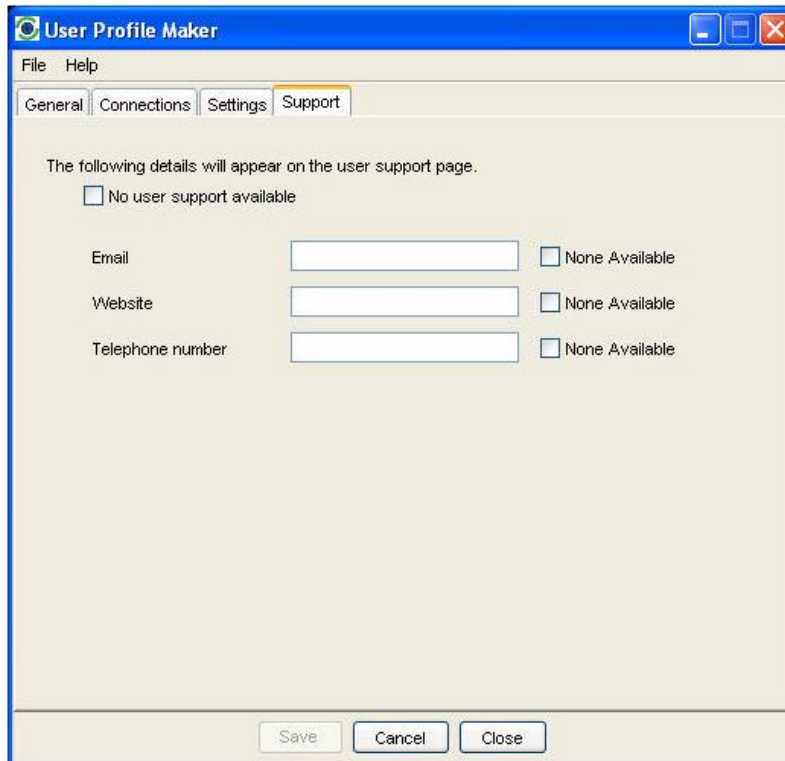 User Profile Maker
File Help
General Connections Settings Support
The following details will appear on the user support page.
No user support available
Email None Available
Website None Available
Telephone number None Available
Save Cancel Close